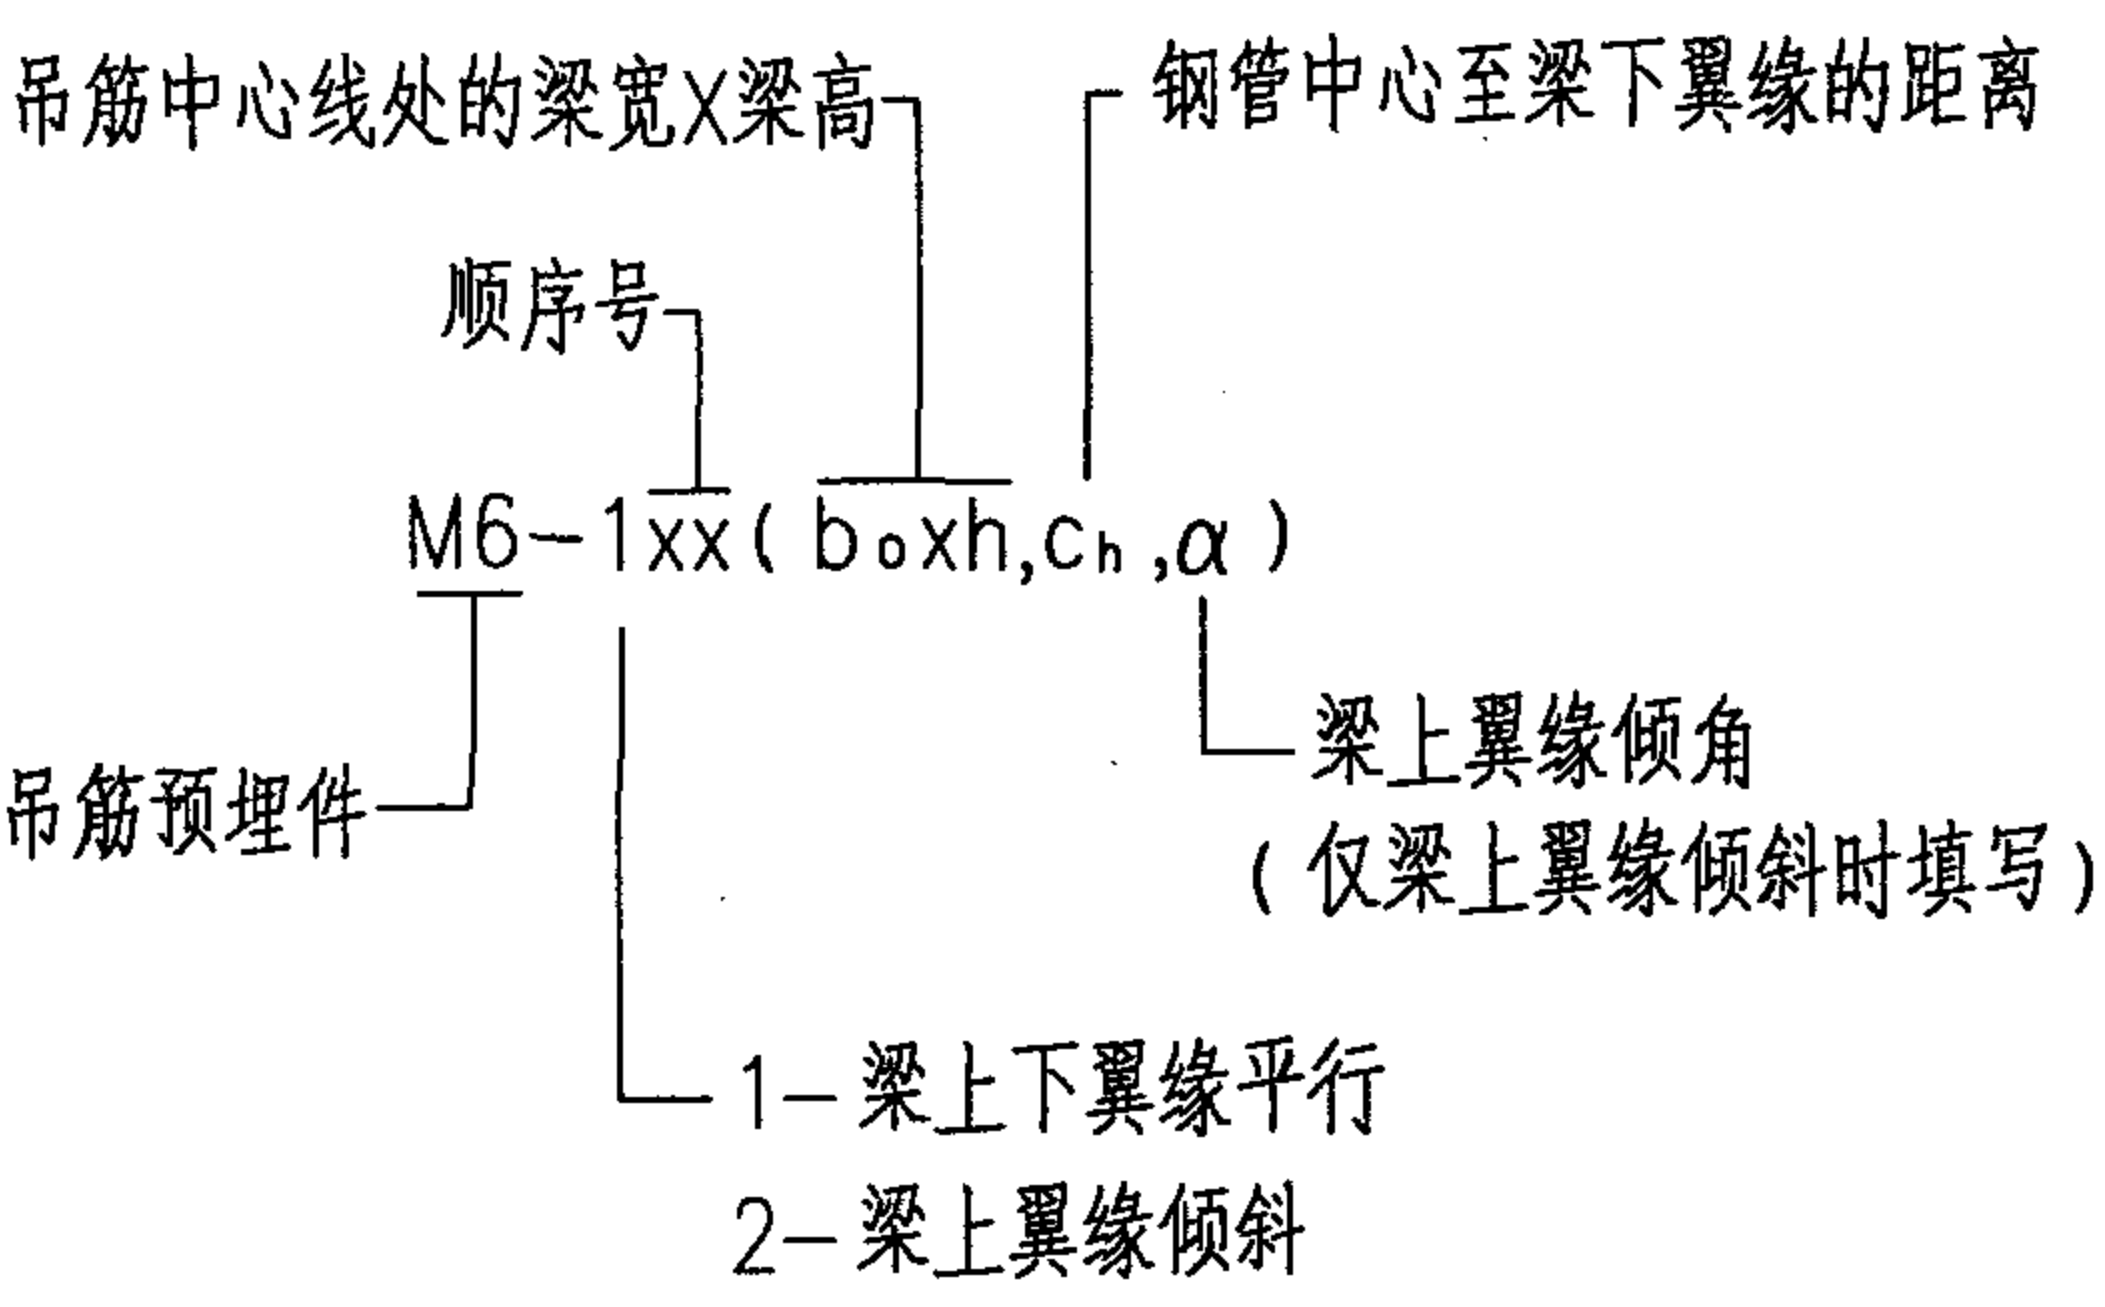 吊筋中心线处的梁宽X梁高
钢管中心至梁下翼缘的距离
顺序号
M6-1xx(b₀xh,cₕ,α)
吊筋预埋件
梁上翼缘倾角
(仅梁上翼缘倾斜时填写)
1-梁上下翼缘平行
2-梁上翼缘倾斜